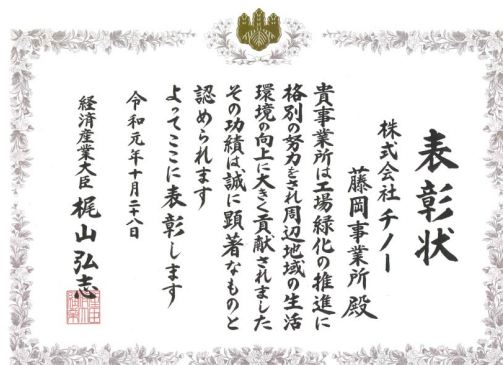 表彰状
株式会社チノー
藤岡事業所殿
貴事業所は工場緑化の推進に
格別の努力をされ周辺地域の生活
環境の向上に大きく貢献されました
その功績は誠に顕著なものと
認められます
よってここに表彰します
令和元年十月二十八日
経済産業大臣 梶山弘志